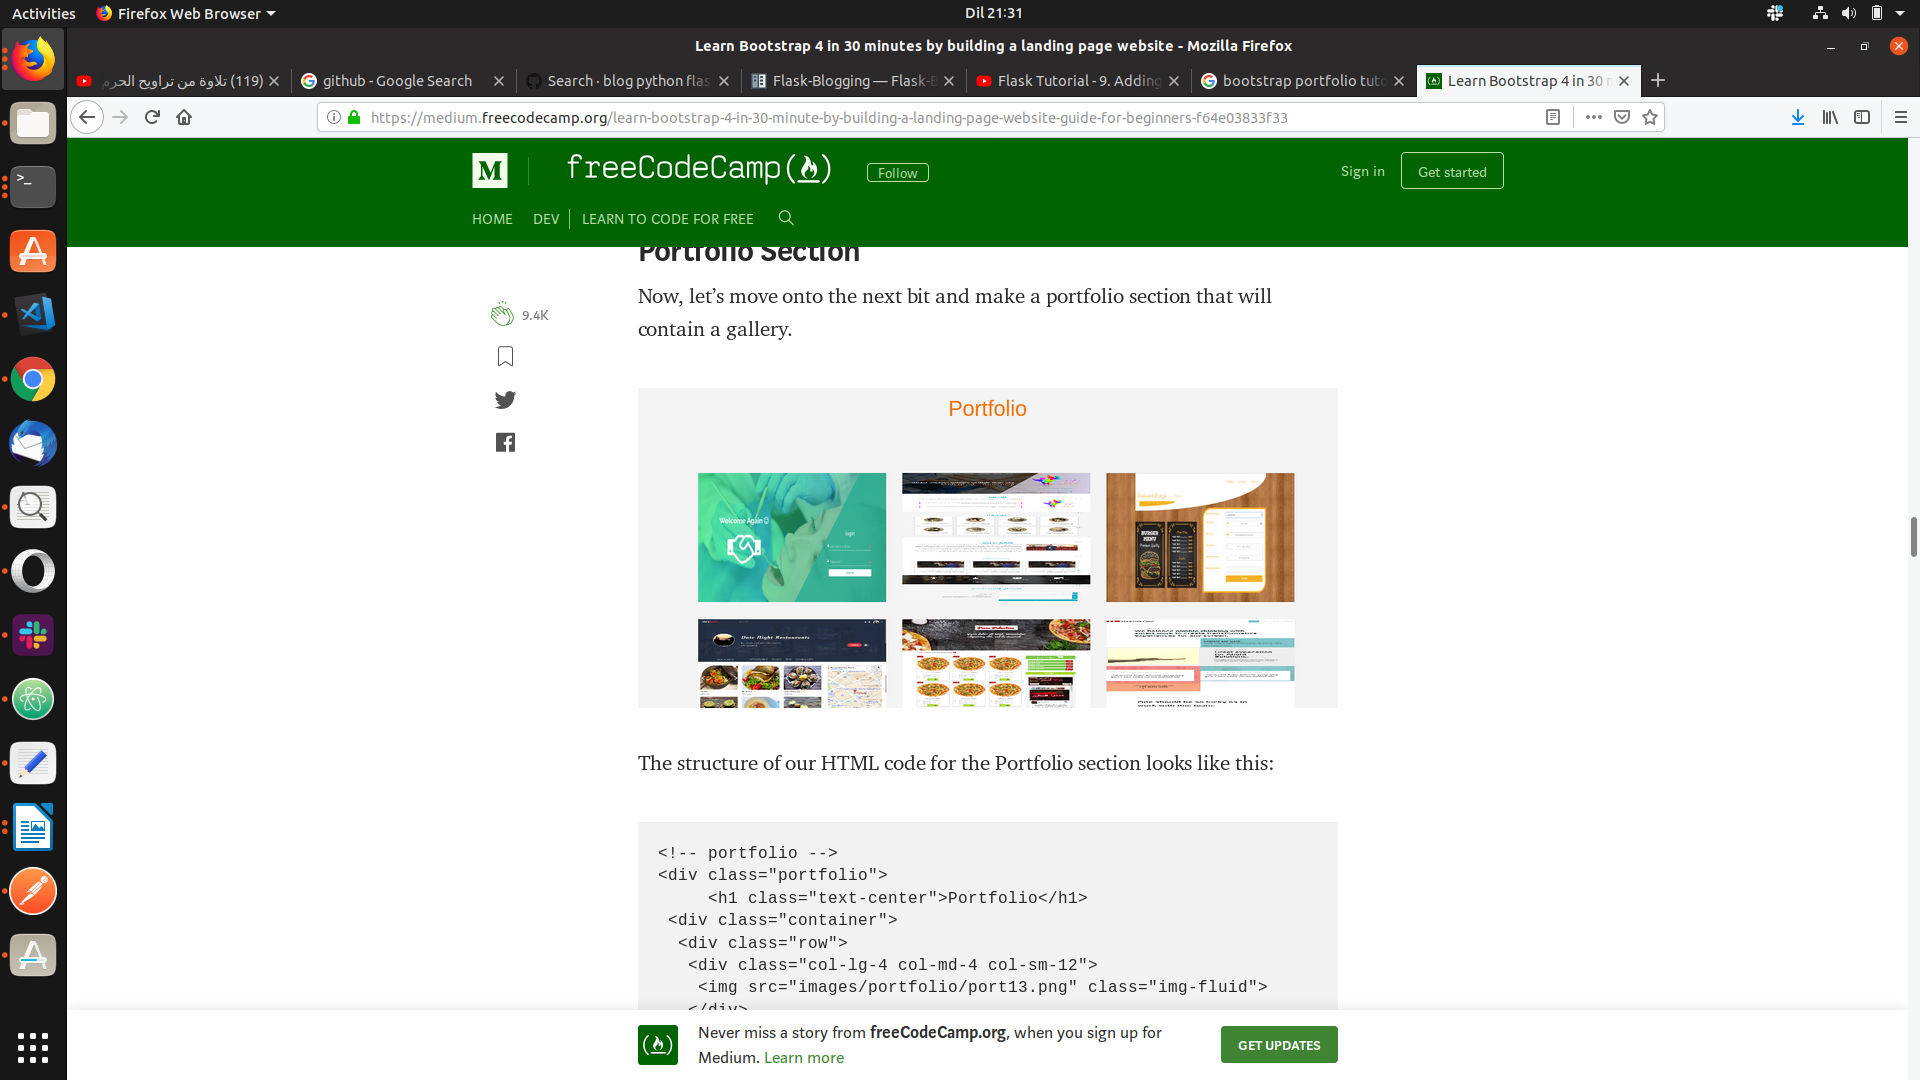 Activities
Firefox Web Browser
Dil 21:31
Learn Bootstrap 4 in 30 minutes by building a landing page website - Mozilla Firefox
(119) تلاوة من تراويح الحرم
github - Google Search
Search · blog python flas
Flask-Blogging — Flask-B
Flask Tutorial - 9. Adding
bootstrap portfolio tuto
Learn Bootstrap 4 in 30 m
https://medium.freecodecamp.org/learn-bootstrap-4-in-30-minute-by-building-a-landing-page-website-guide-for-beginners-f64e03833f33
M
freeCodeCamp
Follow
Sign in
Get started
HOME
DEV
LEARN TO CODE FOR FREE
Portfolio Section
Now, let’s move onto the next bit and make a portfolio section that will
contain a gallery.
9.4K
Portfolio
Welcome Again
Login
BURGER
MENU
Date Night Restaurants
The structure of our HTML code for the Portfolio section looks like this:
<!-- portfolio -->
<div class="portfolio">
<h1 class="text-center">Portfolio</h1>
<div class="container">
<div class="row">
<div class="col-lg-4 col-md-4 col-sm-12">
<img src="images/portfolio/port13.png" class="img-fluid">
</div>
Never miss a story from freeCodeCamp.org, when you sign up for
Medium. Learn more
GET UPDATES